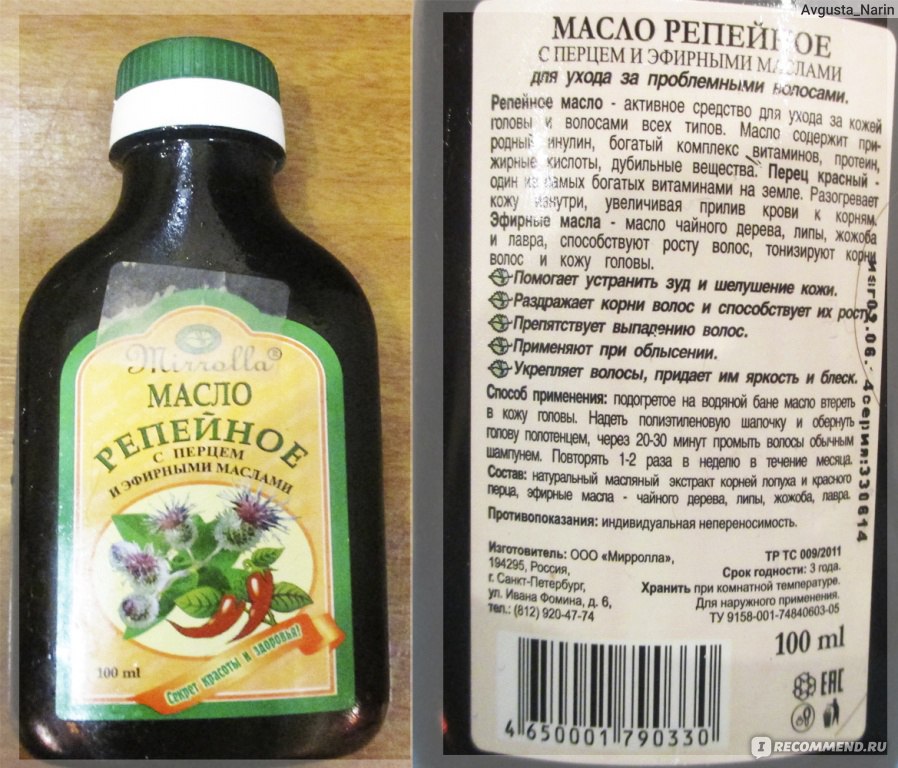 Mirrolla®
МАСЛО
РЕПЕЙНОЕ
С ПЕРЦЕМ
И ЭФИРНЫМИ МАСЛАМИ
100 ml
Секрет красоты и здоровья!
Avgusta_Narin
МАСЛО РЕПЕЙНОЕ
С ПЕРЦЕМ И ЭФИРНЫМИ МАСЛАМИ
для ухода за проблемными волосами.
Репейное масло - активное средство для ухода за кожей
головы и волосами всех типов. Масло содержит при-
родный инулин, богатый комплекс витаминов, протеин,
жирные кислоты, дубильные вещества. Перец красный -
один из самых богатых витаминами на земле. Разогревает
кожу изнутри, увеличивая прилив крови к корням.
Эфирные масла - масло чайного дерева, липы, жожоба
и лавра, способствуют росту волос, тонизируют корни
волос и кожу головы.
Помогает устранить зуд и шелушение кожи.
Раздражает корни волос и способствует их росту.
Препятствует выпадению волос.
Применяют при облысении.
Укрепляет волосы, придает им яркость и блеск.
Способ применения: подогретое на водяной бане масло втереть
в кожу головы. Надеть полиэтиленовую шапочку и обернуть
голову полотенцем, через 20-30 минут промыть волосы обычным
шампунем. Повторять 1-2 раза в неделю в течение месяца.
Состав: натуральный масляный экстракт корней лопуха и красного
перца, эфирные масла - чайного дерева, липы, жожоба, лавра.
Противопоказания: индивидуальная непереносимость.
Изготовитель: ООО «Мирролла»,
194295, Россия,
г. Санкт-Петербург,
ул. Ивана Фомина, д. 6,
тел.: (812) 920-47-74
ТР ТС 009/2011
Срок годности: 3 года.
Хранить при комнатной температуре.
Для наружного применения.
ТУ 9158-001-74840603-05
100 ml
EAC
4 650001 790330
серия:330614
IRECOMMEND.RU